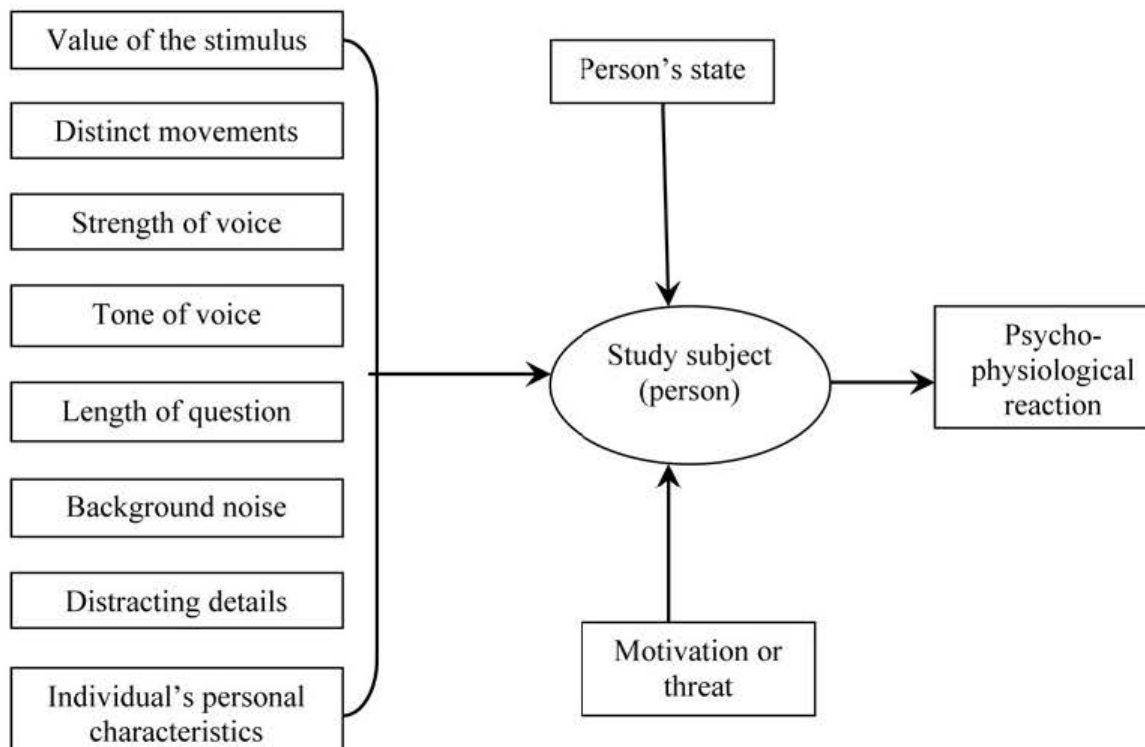 Value of the stimulus
Distinct movements
Strength of voice
Tone of voice
Length of question
Background noise
Distracting details
Individual's personal
characteristics
Person's state
Study subject
(person)
Motivation or
threat
Psycho-
physiological
reaction